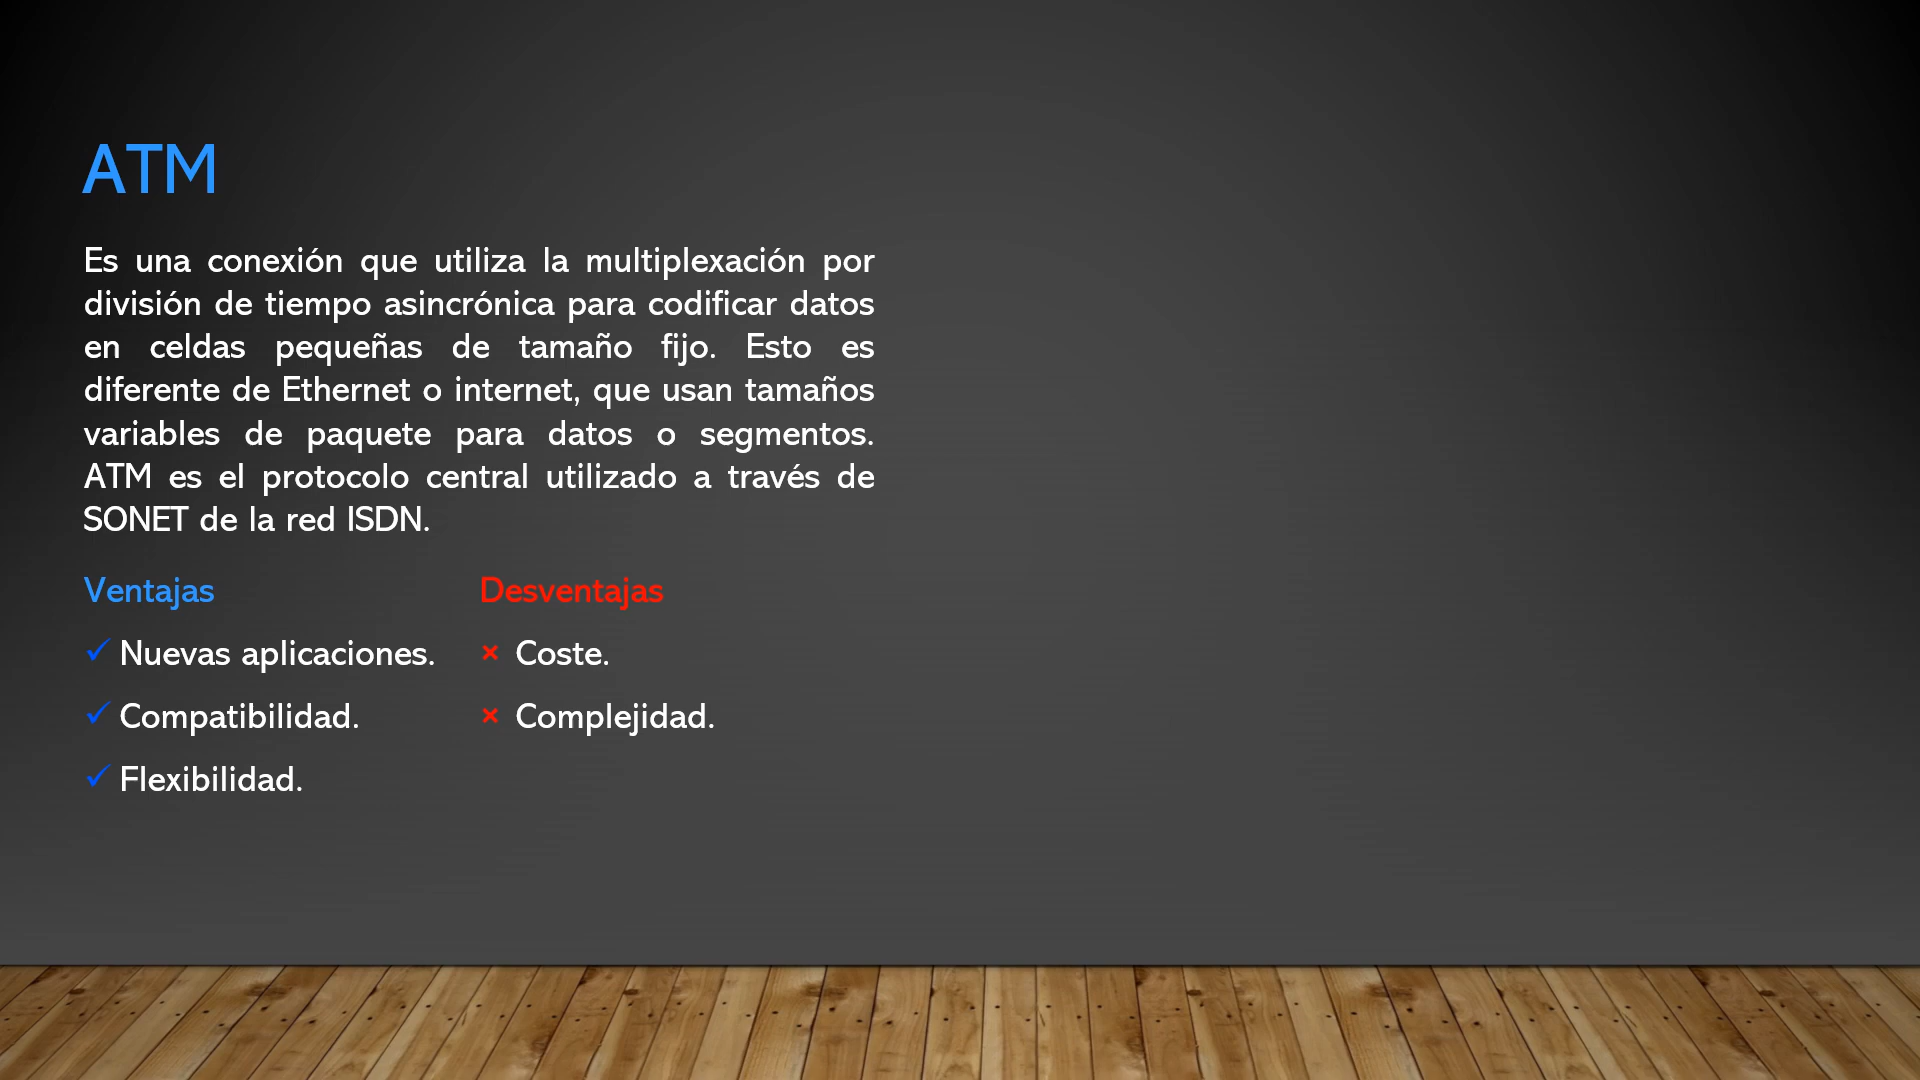 ATM
Es una conexión que utiliza la multiplexación por
división de tiempo asincrónica para codificar datos
en celdas pequeñas de tamaño fijo. Esto es
diferente de Ethernet o internet, que usan tamaños
variables de paquete para datos o segmentos.
ATM es el protocolo central utilizado a través de
SONET de la red ISDN.
Ventajas
✓ Nuevas aplicaciones.
✓ Compatibilidad.
✓ Flexibilidad.
Desventajas
× Coste.
× Complejidad.